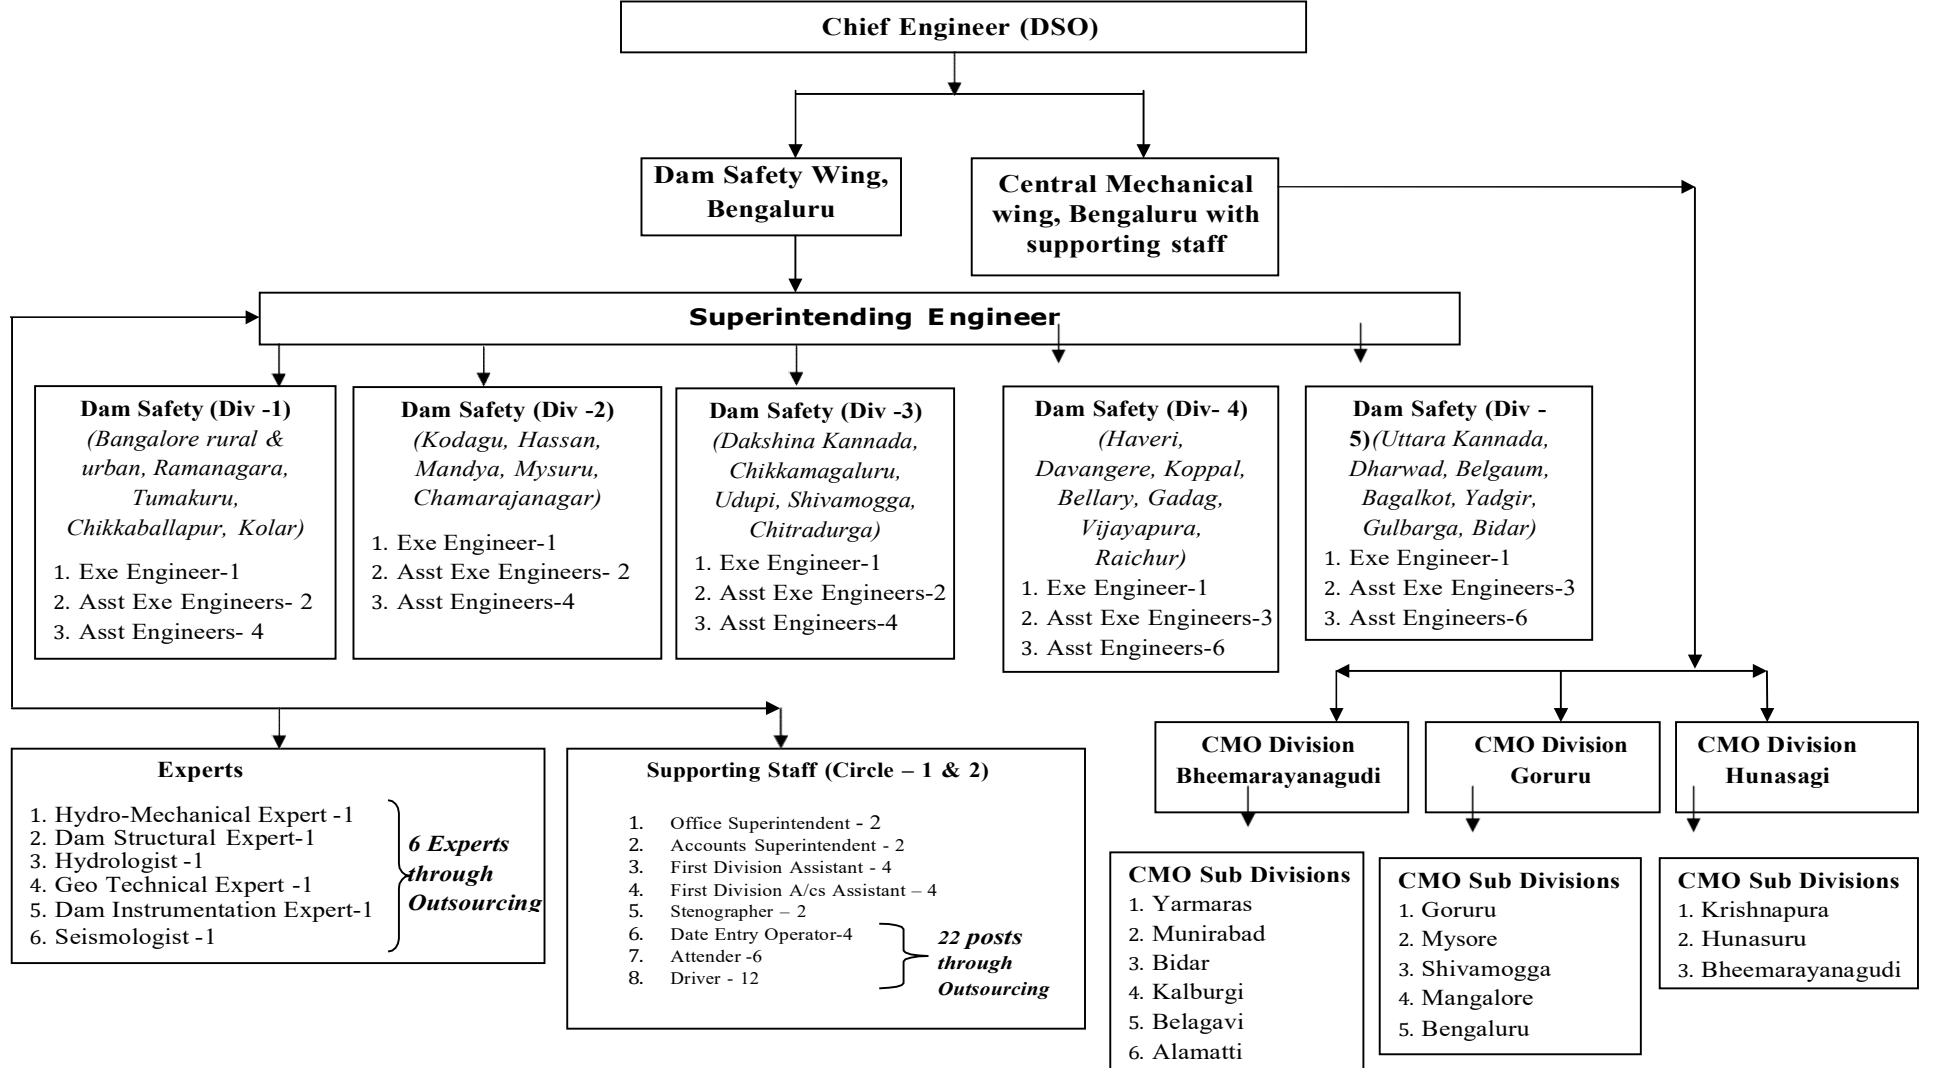 Chief Engineer (DSO)
Dam Safety Wing,
Bengaluru
Central Mechanical
wing, Bengaluru with
supporting staff
Superintending Engineer
Dam Safety (Div -1)
(Bangalore rural &
urban, Ramanagara,
Tumakuru,
Chikkaballapur, Kolar)
1. Exe Engineer-1
2. Asst Exe Engineers- 2
3. Asst Engineers- 4
Dam Safety (Div -2)
(Kodagu, Hassan,
Mandya, Mysuru,
Chamarajanagar)
1. Exe Engineer-1
2. Asst Exe Engineers- 2
3. Asst Engineers-4
Dam Safety (Div -3)
(Dakshina Kannada,
Chikkamagaluru,
Udupi, Shivamogga,
Chitradurga)
1. Exe Engineer-1
2. Asst Exe Engineers-2
3. Asst Engineers-4
Dam Safety (Div- 4)
(Haveri,
Davangere, Koppal,
Bellary, Gadag,
Vijayapura,
Raichur)
1. Exe Engineer-1
2. Asst Exe Engineers-3
3. Asst Engineers-6
Dam Safety (Div -
5)(Uttara Kannada,
Dharwad, Belgaum,
Bagalkot, Yadgir,
Gulbarga, Bidar)
1. Exe Engineer-1
2. Asst Exe Engineers-3
3. Asst Engineers-6
Experts
1. Hydro-Mechanical Expert -1
2. Dam Structural Expert-1
3. Hydrologist -1
4. Geo Technical Expert -1
5. Dam Instrumentation Expert-1
6. Seismologist -1
6 Experts
through
Outsourcing
Supporting Staff (Circle – 1 & 2)
1. Office Superintendent - 2
2. Accounts Superintendent - 2
3. First Division Assistant - 4
4. First Division A/cs Assistant – 4
5. Stenographer – 2
6. Date Entry Operator-4
7. Attender -6
8. Driver - 12
22 posts
through
Outsourcing
CMO Division
Bheemarayanagudi
CMO Division
Goruru
CMO Division
Hunasagi
CMO Sub Divisions
1. Yarmaras
2. Munirabad
3. Bidar
4. Kalburgi
5. Belagavi
6. Alamatti
CMO Sub Divisions
1. Goruru
2. Mysore
3. Shivamogga
4. Mangalore
5. Bengaluru
CMO Sub Divisions
1. Krishnapura
2. Hunasuru
3. Bheemarayanagudi